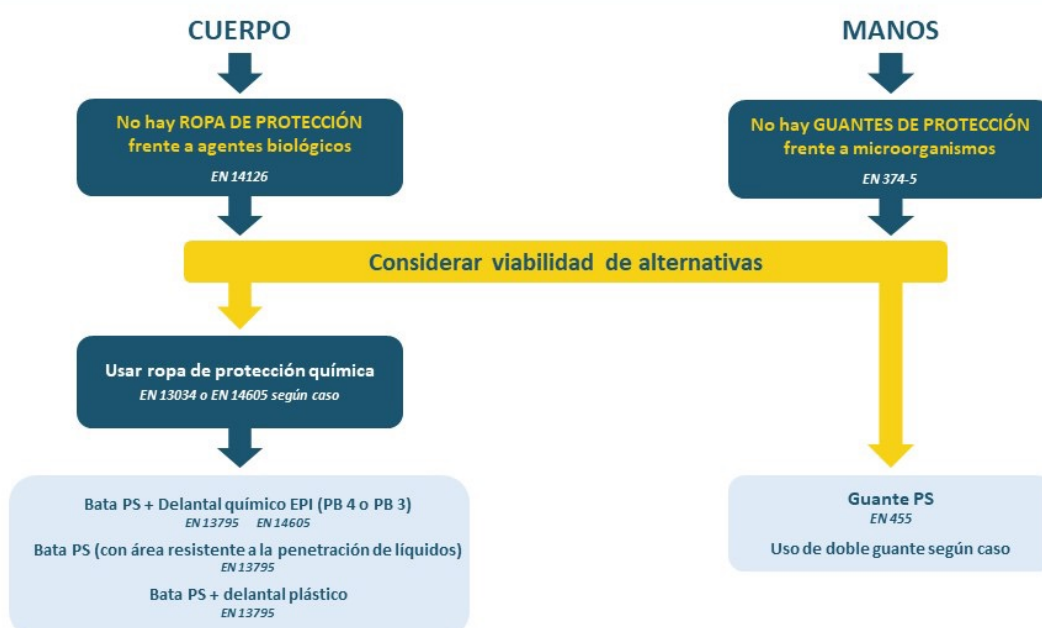 CUERPO
MANOS
No hay ROPA DE PROTECCIÓN
frente a agentes biológicos
EN 14126
No hay GUANTES DE PROTECCIÓN
frente a microorganismos
EN 374-5
Considerar viabilidad de alternativas
Usar ropa de protección química
EN 13034 o EN 14605 según caso
Bata PS + Delantal químico EPI (PB 4 o PB 3)
EN 13795 EN 14605
Bata PS (con área resistente a la penetración de líquidos)
EN 13795
Bata PS + delantal plástico
EN 13795
Guante PS
EN 455
Uso de doble guante según caso